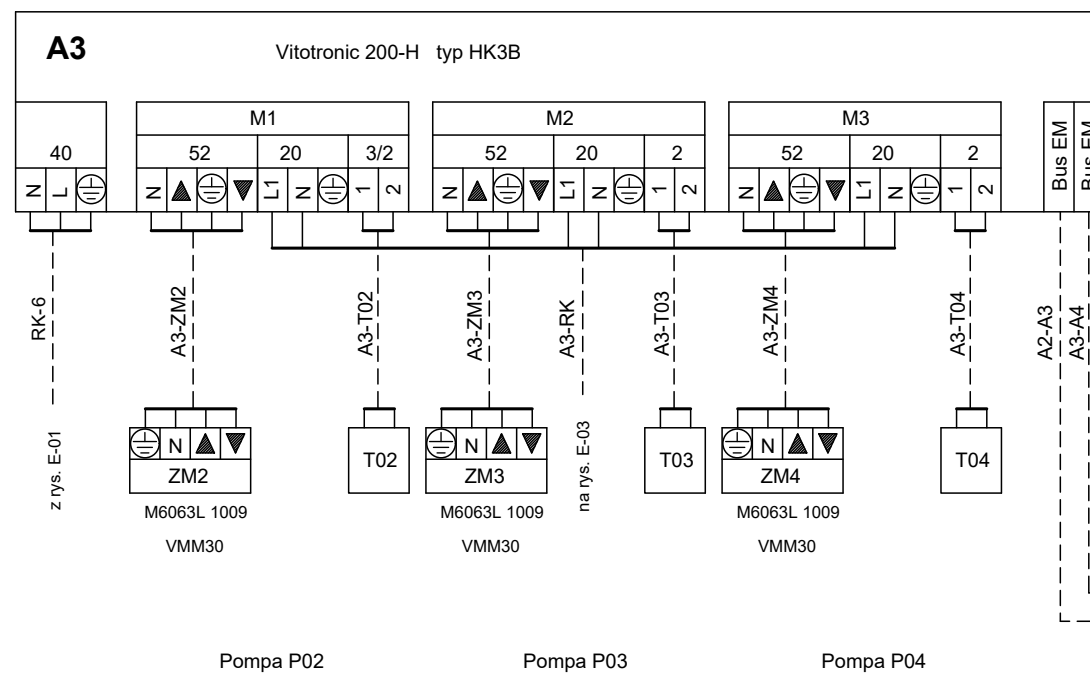 A3 Vitotronic 200-H typ HK3B
M1 M2 M3
40 52 20 3/2 52 20 2 52 20 2
N L N L1 N 1 2 N L1 N 1 2 N L1 N 1 2
Bus EM
Bus EM
RK-6
A3-ZM2
A3-T02
A3-ZM3
A3-RK
A3-T03
A3-ZM4
A3-T04
A2-A3
A3-A4
z rys. E-01
na rys. E-03
N T02 N T03 N T04
ZM2 ZM3 ZM4
M6063L 1009 M6063L 1009 M6063L 1009
VMM30 VMM30 VMM30
Pompa P02 Pompa P03 Pompa P04